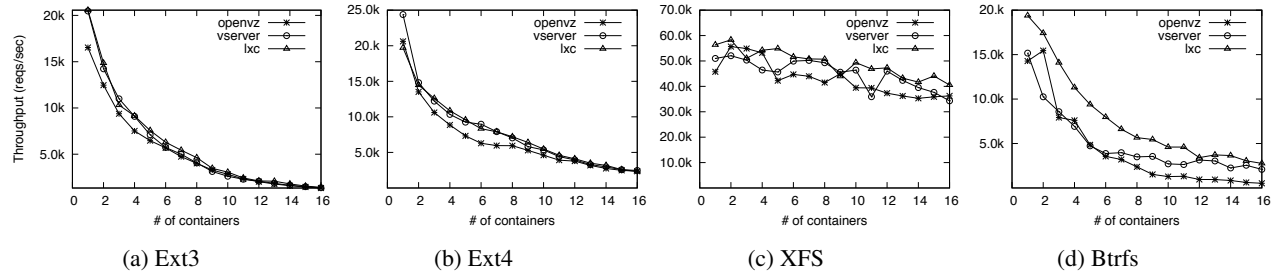 Throughput (reqs/sec)
20k
15k
10k
5.0k
0 2 4 6 8 10 12 14 16
# of containers
openvz
vserver
lxc
(a) Ext3
25.0k
20.0k
15.0k
10.0k
5.0k
0 2 4 6 8 10 12 14 16
# of containers
openvz
vserver
lxc
(b) Ext4
70.0k
60.0k
50.0k
40.0k
30.0k
20.0k
10.0k
0 2 4 6 8 10 12 14 16
# of containers
openvz
vserver
lxc
(c) XFS
20.0k
15.0k
10.0k
5.0k
0 2 4 6 8 10 12 14 16
# of containers
openvz
vserver
lxc
(d) Btrfs